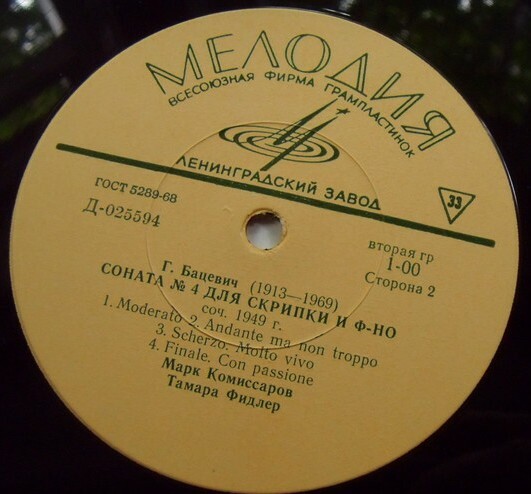 МЕЛОДИЯ
ВСЕСОЮЗНАЯ ФИРМА ГРАМПЛАСТИНОК
ЛЕНИНГРАДСКИЙ ЗАВОД
33
ГОСТ 5289-68
Д-025594
вторая гр
1-00
Сторона 2
Г. Бацевич (1913—1969)
СОНАТА № 4 ДЛЯ СКРИПКИ И Ф-НО
соч. 1949 г.
1. Moderato 2. Andante ma non troppo
3. Scherzo. Motto vivo
4. Finale. Con passione
Марк Комиссаров
Тамара Фидлер